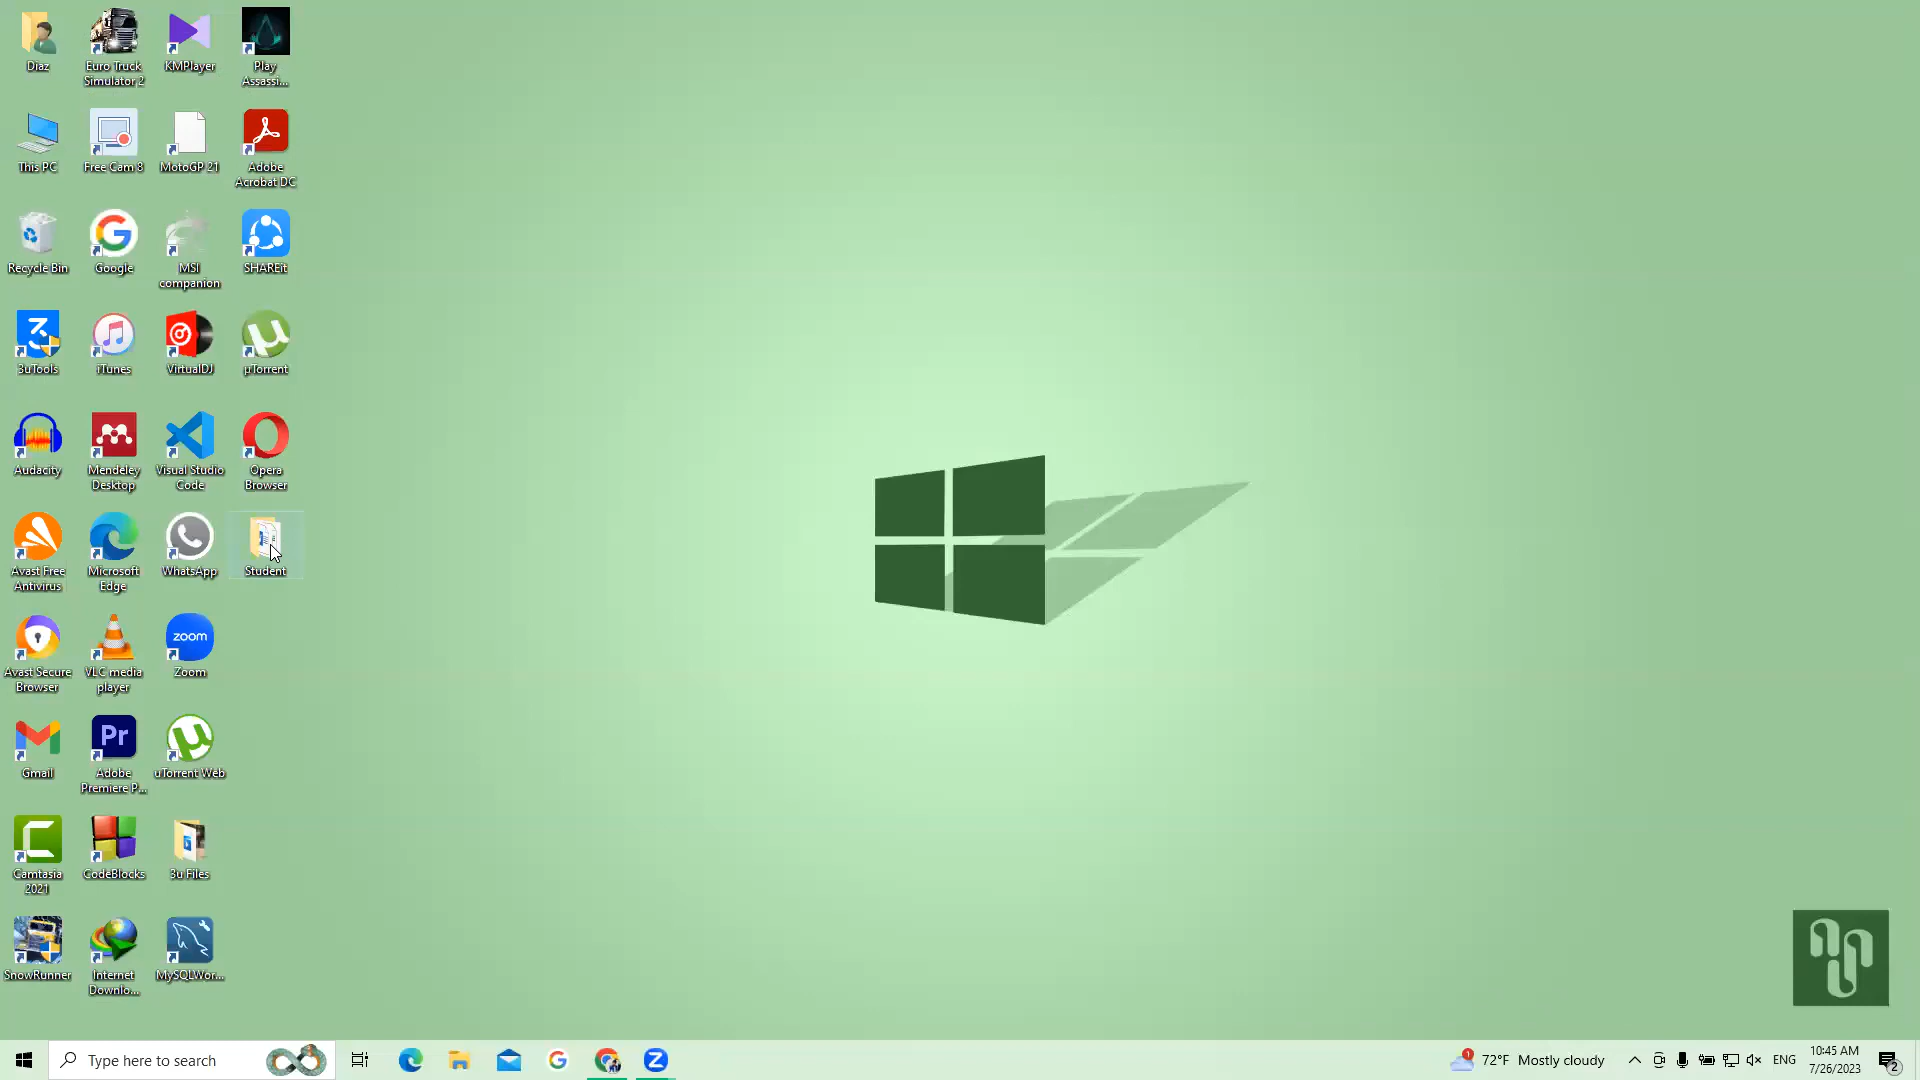 Diaz
Euro Truck
Simulator 2
KMPlayer
Play
Assassi...
This PC
Free Cam 8
MotoGP 21
Adobe
Acrobat DC
Recycle Bin
Google
MSI
companion
SHAREit
3uTools
iTunes
VirtualDJ
µTorrent
Audacity
Mendeley
Desktop
Visual Studio
Code
Opera
Browser
Avast Free
Antivirus
Microsoft
Edge
WhatsApp
Student
Avast Secure
Browser
VLC media
player
zoom
Zoom
Gmail
Pr
Adobe
Premiere P...
uTorrent Web
Camtasia
2021
CodeBlocks
3u Files
SnowRunner
Internet
Downlo...
MySQLWor...
Type here to search
1
72°F Mostly cloudy
ENG
10:45 AM
7/26/2023
2